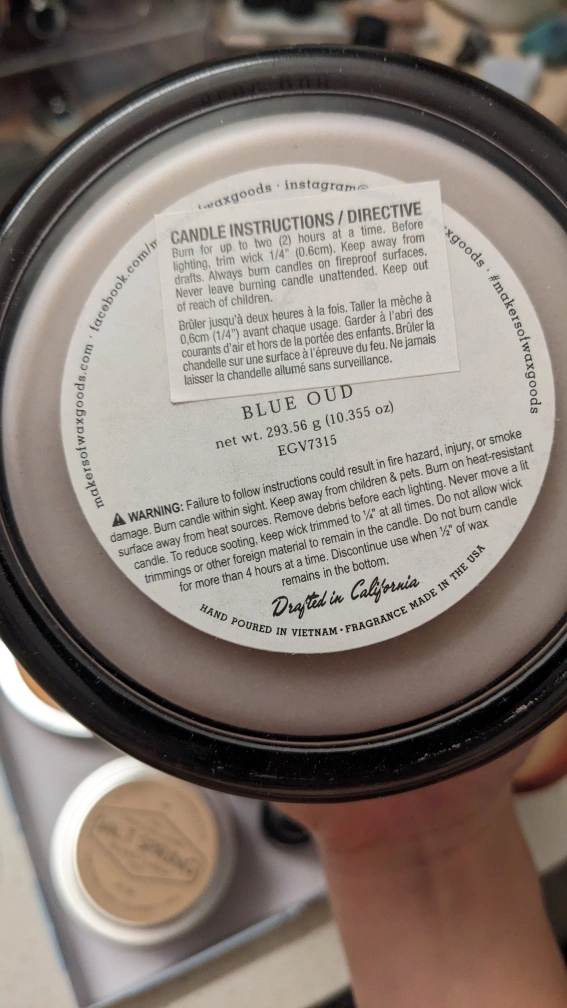 makersofwaxgoods.com · facebook.com/m
waxgoods · instagram@
xgoods · #makersofwaxgoods
CANDLE INSTRUCTIONS / DIRECTIVE
Burn for up to two (2) hours at a time. Before
lighting, trim wick 1/4" (0.6cm). Keep away from
drafts. Always burn candles on fireproof surfaces.
Never leave burning candle unattended. Keep out
of reach of children.
Brûler jusqu'à deux heures à la fois. Tailler la mèche à
0,6cm (1/4") avant chaque usage. Garder à l'abri des
courants d'air et hors de la portée des enfants. Brûler la
chandelle sur une surface à l'épreuve du feu. Ne jamais
laisser la chandelle allumé sans surveillance.
BLUE OUD
net wt. 293.56 g (10.355 oz)
EGV7315
WARNING: Failure to follow instructions could result in fire hazard, injury, or smoke
damage. Burn candle within sight. Keep away from children & pets. Burn on heat-resistant
surface away from heat sources. Remove debris before each lighting. Never move a lit
candle. To reduce sooting, keep wick trimmed to ¼" at all times. Do not allow wick
trimmings or other foreign material to remain in the candle. Do not burn candle
for more than 4 hours at a time. Discontinue use when ½" of wax
remains in the bottom.
Drafted in California
HAND POURED IN VIETNAM · FRAGRANCE MADE IN THE USA
SALT SPRING